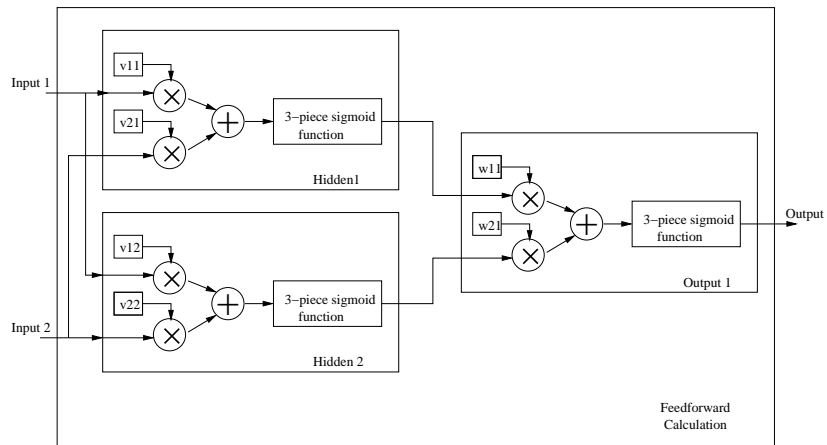 v11
Input 1
v21
3-piece sigmoid
function
Hidden1
w11
w21
3-piece sigmoid
function
Output
Output 1
v12
v22
3-piece sigmoid
function
Input 2
Hidden 2
Feedforward
Calculation